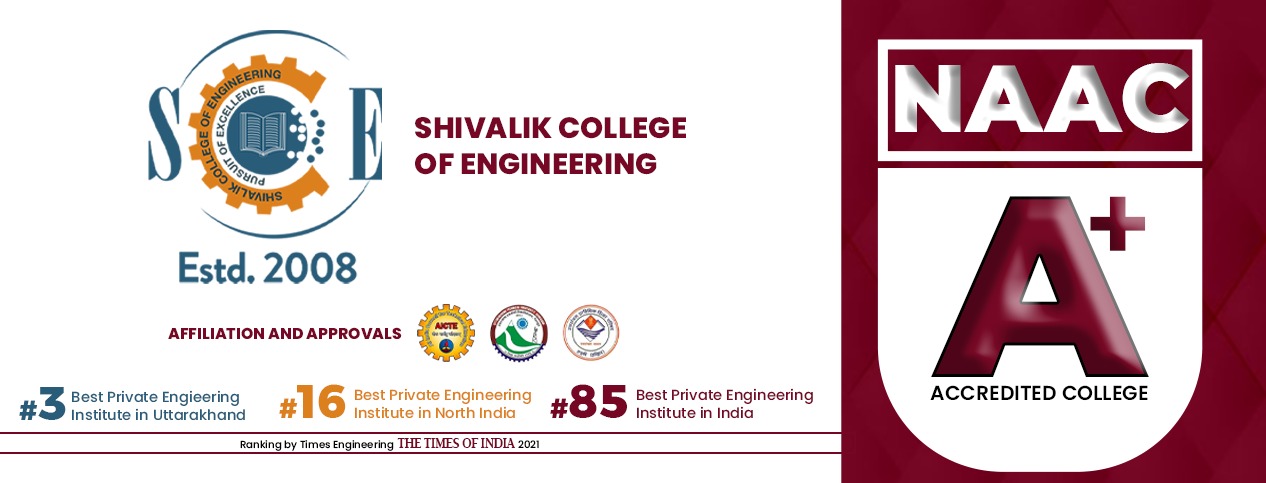 S C E
SHIVALIK COLLEGE OF ENGINEERING
PURSUIT OF EXCELLENCE
Estd. 2008
SHIVALIK COLLEGE
OF ENGINEERING
AFFILIATION AND APPROVALS
AICTE
#3 Best Private Engieering
Institute in Uttarakhand
#16 Best Private Engineering
Institute in North India
#85 Best Private Engineering
Institute in India
Ranking by Times Engineering THE TIMES OF INDIA 2021
NAAC
A+
ACCREDITED COLLEGE